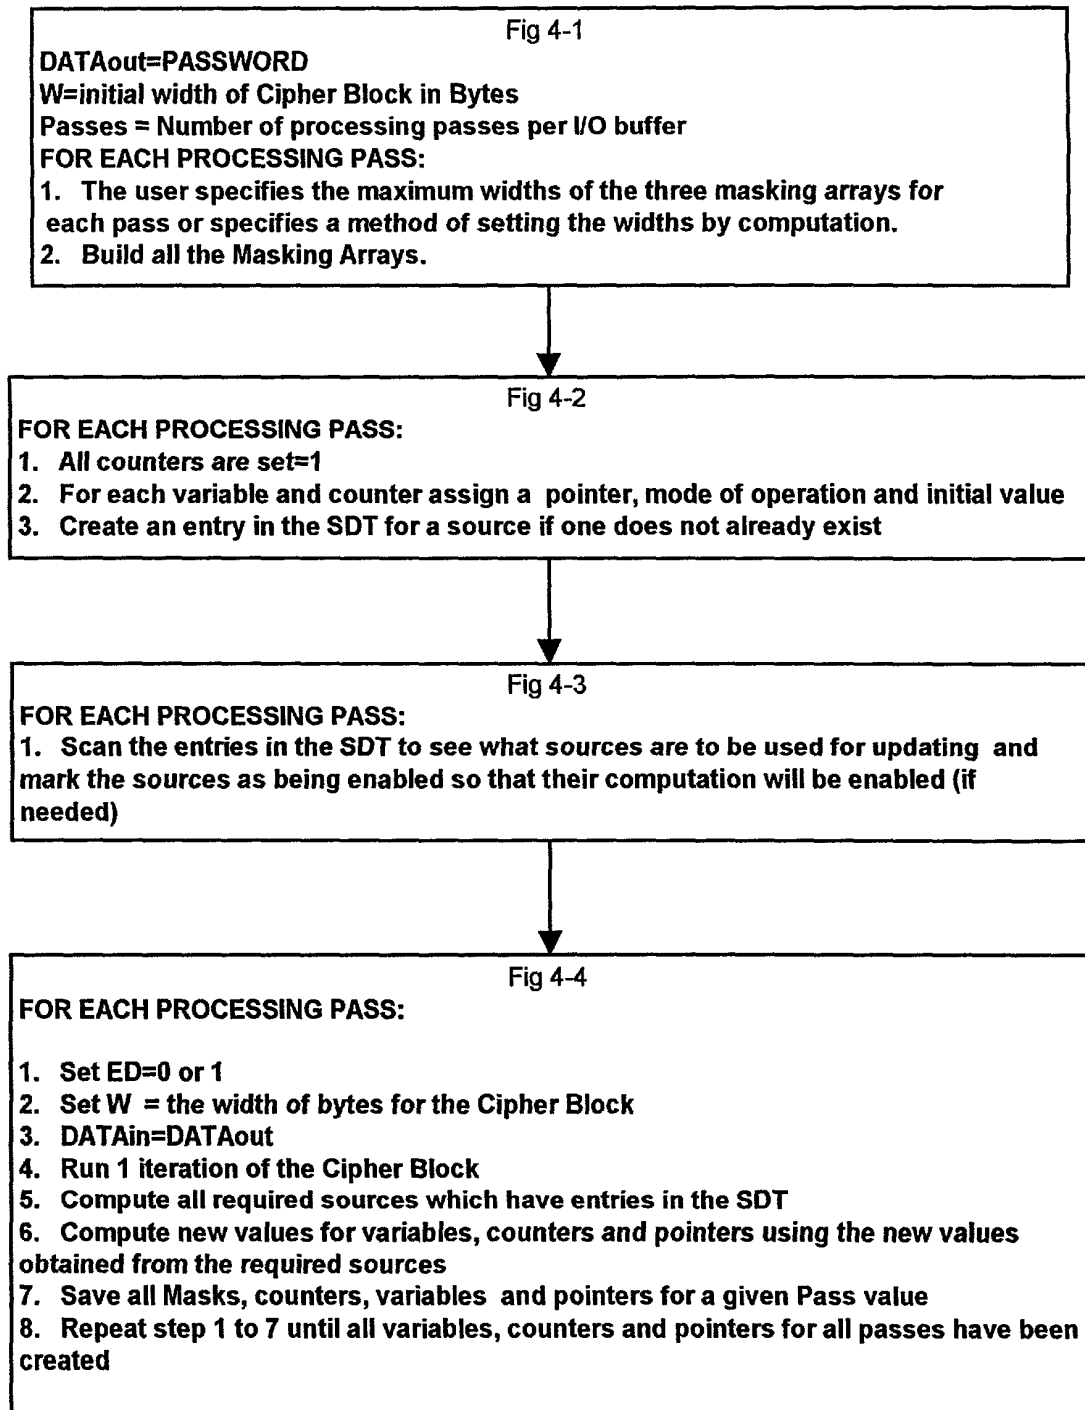 Fig 4-1
DATAout=PASSWORD
W=initial width of Cipher Block in Bytes
Passes = Number of processing passes per I/O buffer
FOR EACH PROCESSING PASS:
1. The user specifies the maximum widths of the three masking arrays for
each pass or specifies a method of setting the widths by computation.
2. Build all the Masking Arrays.
Fig 4-2
FOR EACH PROCESSING PASS:
1. All counters are set=1
2. For each variable and counter assign a pointer, mode of operation and initial value
3. Create an entry in the SDT for a source if one does not already exist
Fig 4-3
FOR EACH PROCESSING PASS:
1. Scan the entries in the SDT to see what sources are to be used for updating and
mark the sources as being enabled so that their computation will be enabled (if
needed)
Fig 4-4
FOR EACH PROCESSING PASS:
1. Set ED=0 or 1
2. Set W = the width of bytes for the Cipher Block
3. DATAin=DATAout
4. Run 1 iteration of the Cipher Block
5. Compute all required sources which have entries in the SDT
6. Compute new values for variables, counters and pointers using the new values
obtained from the required sources
7. Save all Masks, counters, variables and pointers for a given Pass value
8. Repeat step 1 to 7 until all variables, counters and pointers for all passes have been
created